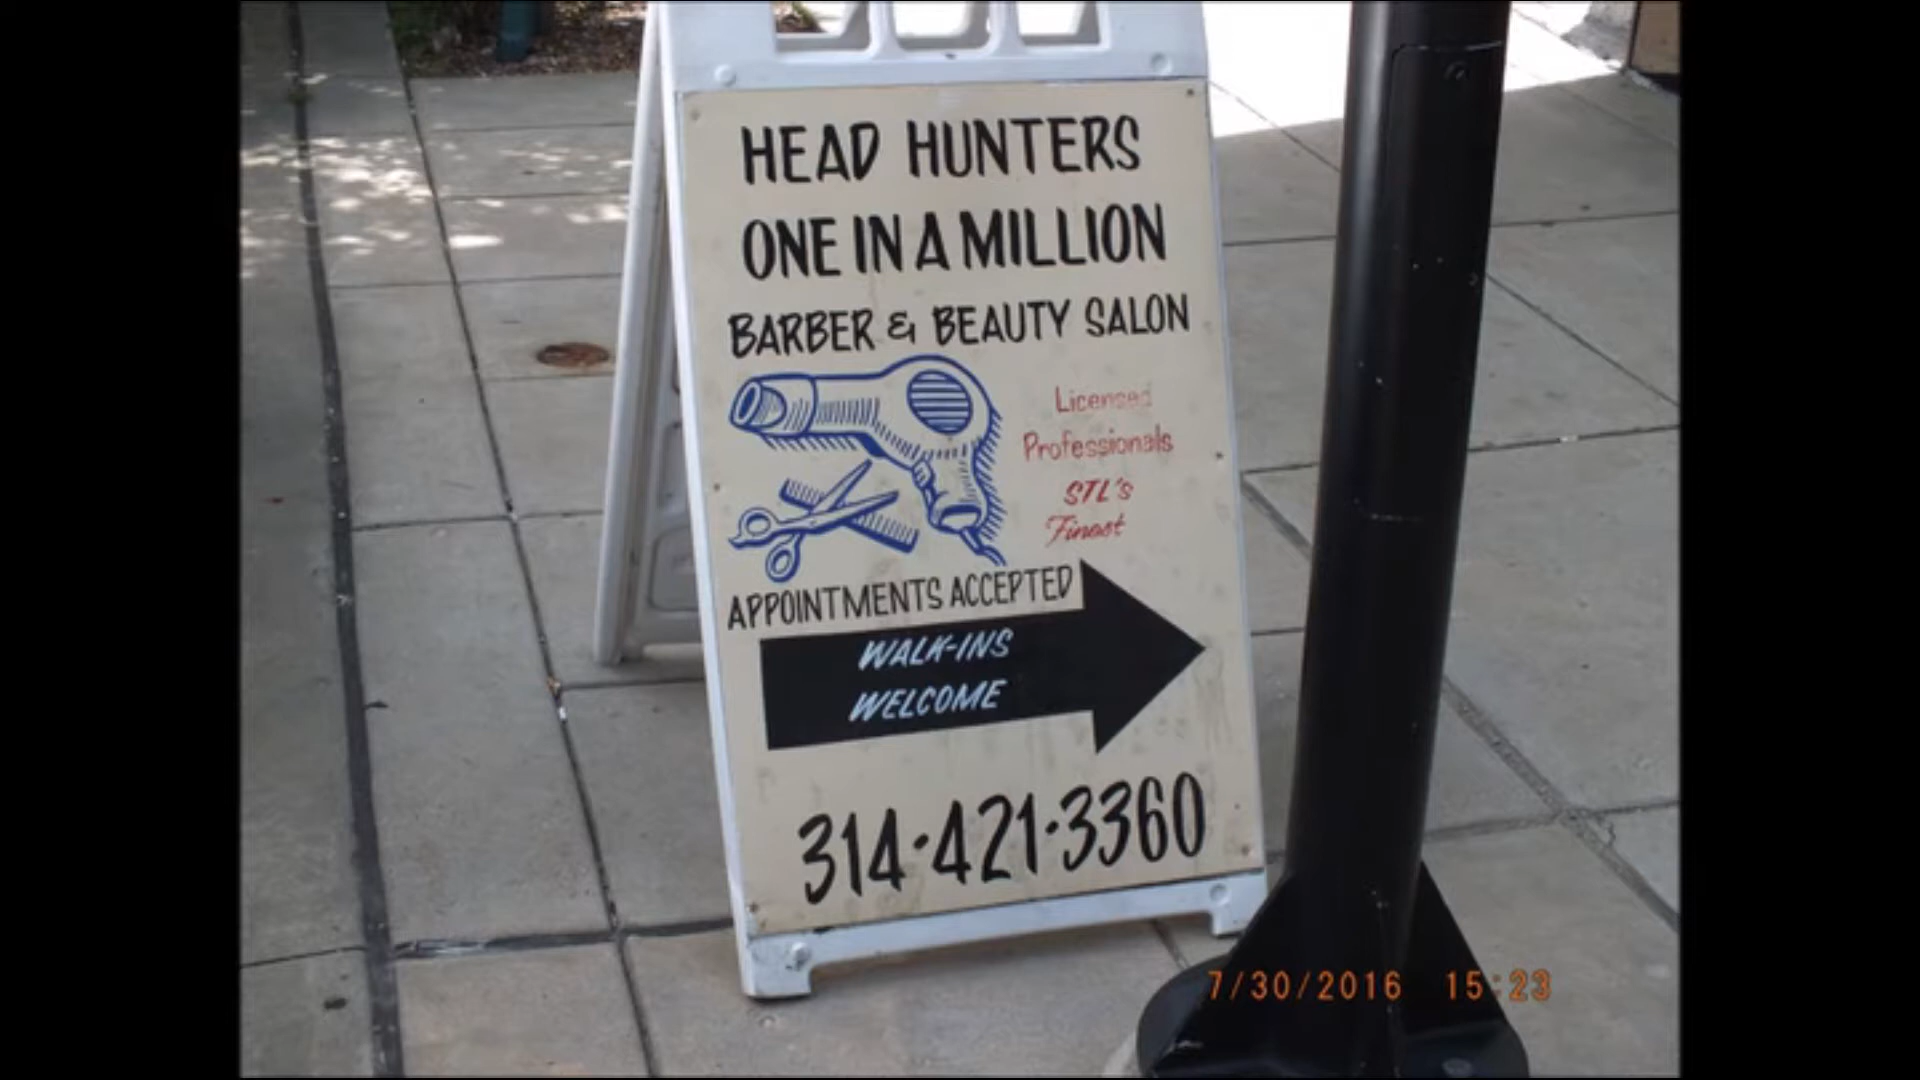 HEAD HUNTERS
ONE IN A MILLION
BARBER & BEAUTY SALON
Licensed
Professionals
STL's
Finest
APPOINTMENTS ACCEPTED
WALK-INS
WELCOME
314·421·3360
7/30/2016 15:23